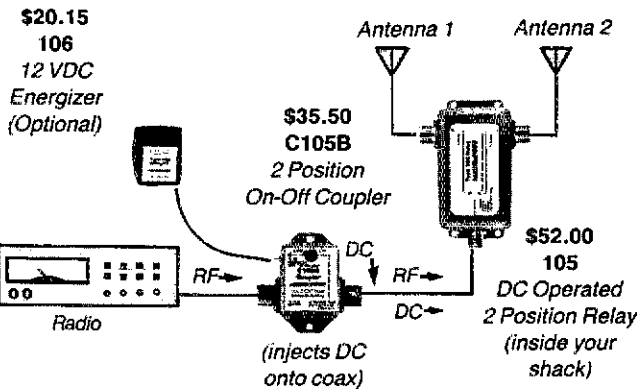 $20.15
106
12 VDC
Energizer
(Optional)
Antenna 1
Antenna 2
$35.50
C105B
2 Position
On-Off Coupler
$52.00
105
DC Operated
2 Position Relay
(inside your
shack)
DC
RF
RF
DC
Radio
(injects DC
onto coax)